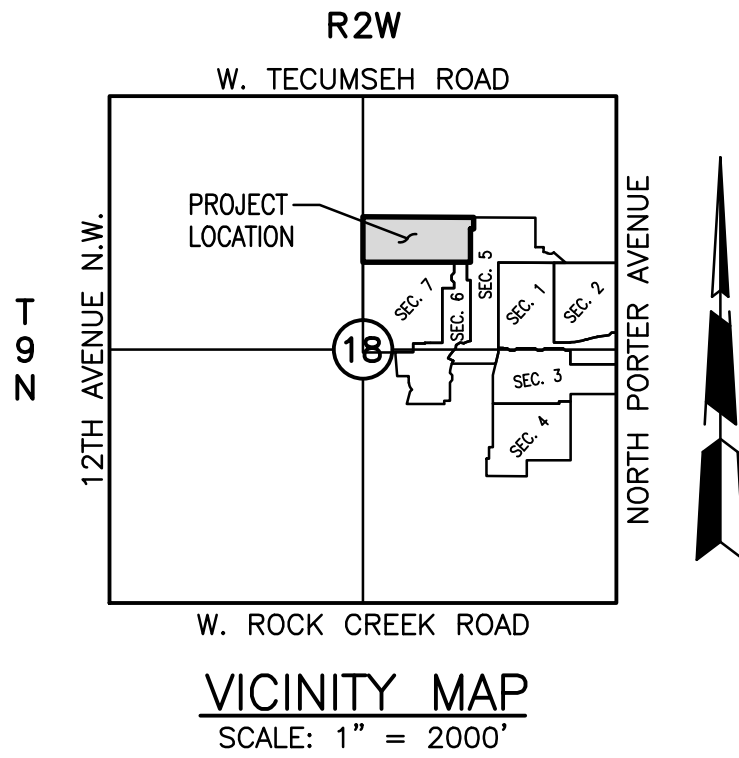 R2W
W. TECUMSEH ROAD
PROJECT
LOCATION
12TH AVENUE N.W.
NORTH PORTER AVENUE
T
9
N
SEC. 5
SEC. 7
SEC. 6
SEC. 1
SEC. 2
18
SEC. 3
SEC. 4
W. ROCK CREEK ROAD
VICINITY MAP
SCALE: 1" = 2000'